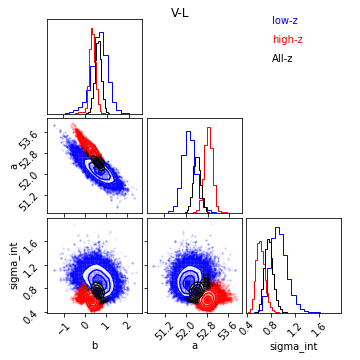 V-L
low-z
high-z
All-z
a
53.6
52.8
52.0
51.2
sigma_int
1.6
1.2
0.8
0.4
−1 0 1 2
51.2 52.0 52.8 53.6
0.4 0.8 1.2 1.6
b a sigma_int